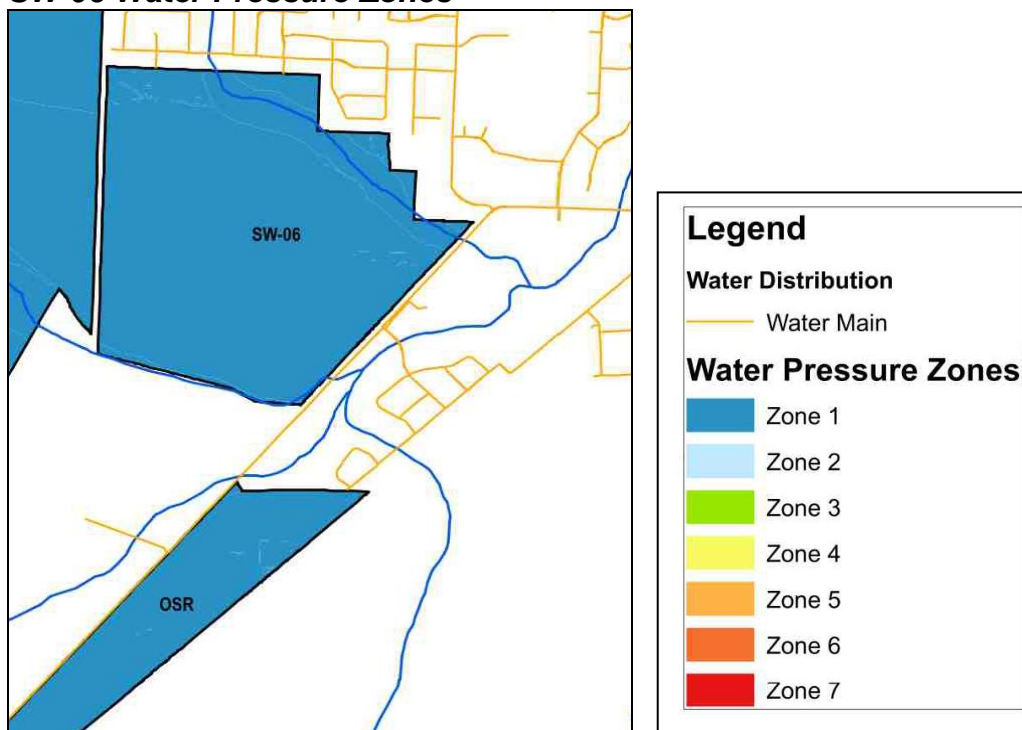 SW-06 Water Pressure Zones
SW-06
OSR
Legend
Water Distribution
Water Main
Water Pressure Zones
Zone 1
Zone 2
Zone 3
Zone 4
Zone 5
Zone 6
Zone 7